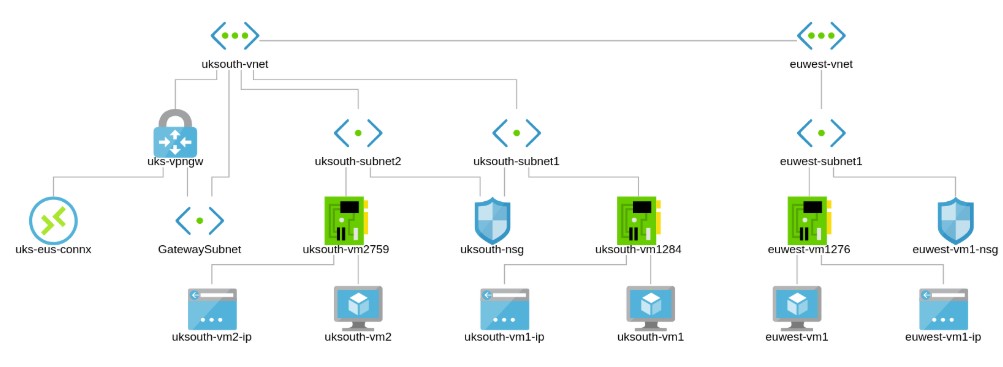 uksouth-vnet
euwest-vnet
uks-vpngw
uksouth-subnet2
uksouth-subnet1
euwest-subnet1
uks-eus-connx
GatewaySubnet
uksouth-vm2759
uksouth-nsg
uksouth-vm1284
euwest-vm1276
euwest-vm1-nsg
uksouth-vm2-ip
uksouth-vm2
uksouth-vm1-ip
uksouth-vm1
euwest-vm1
euwest-vm1-ip